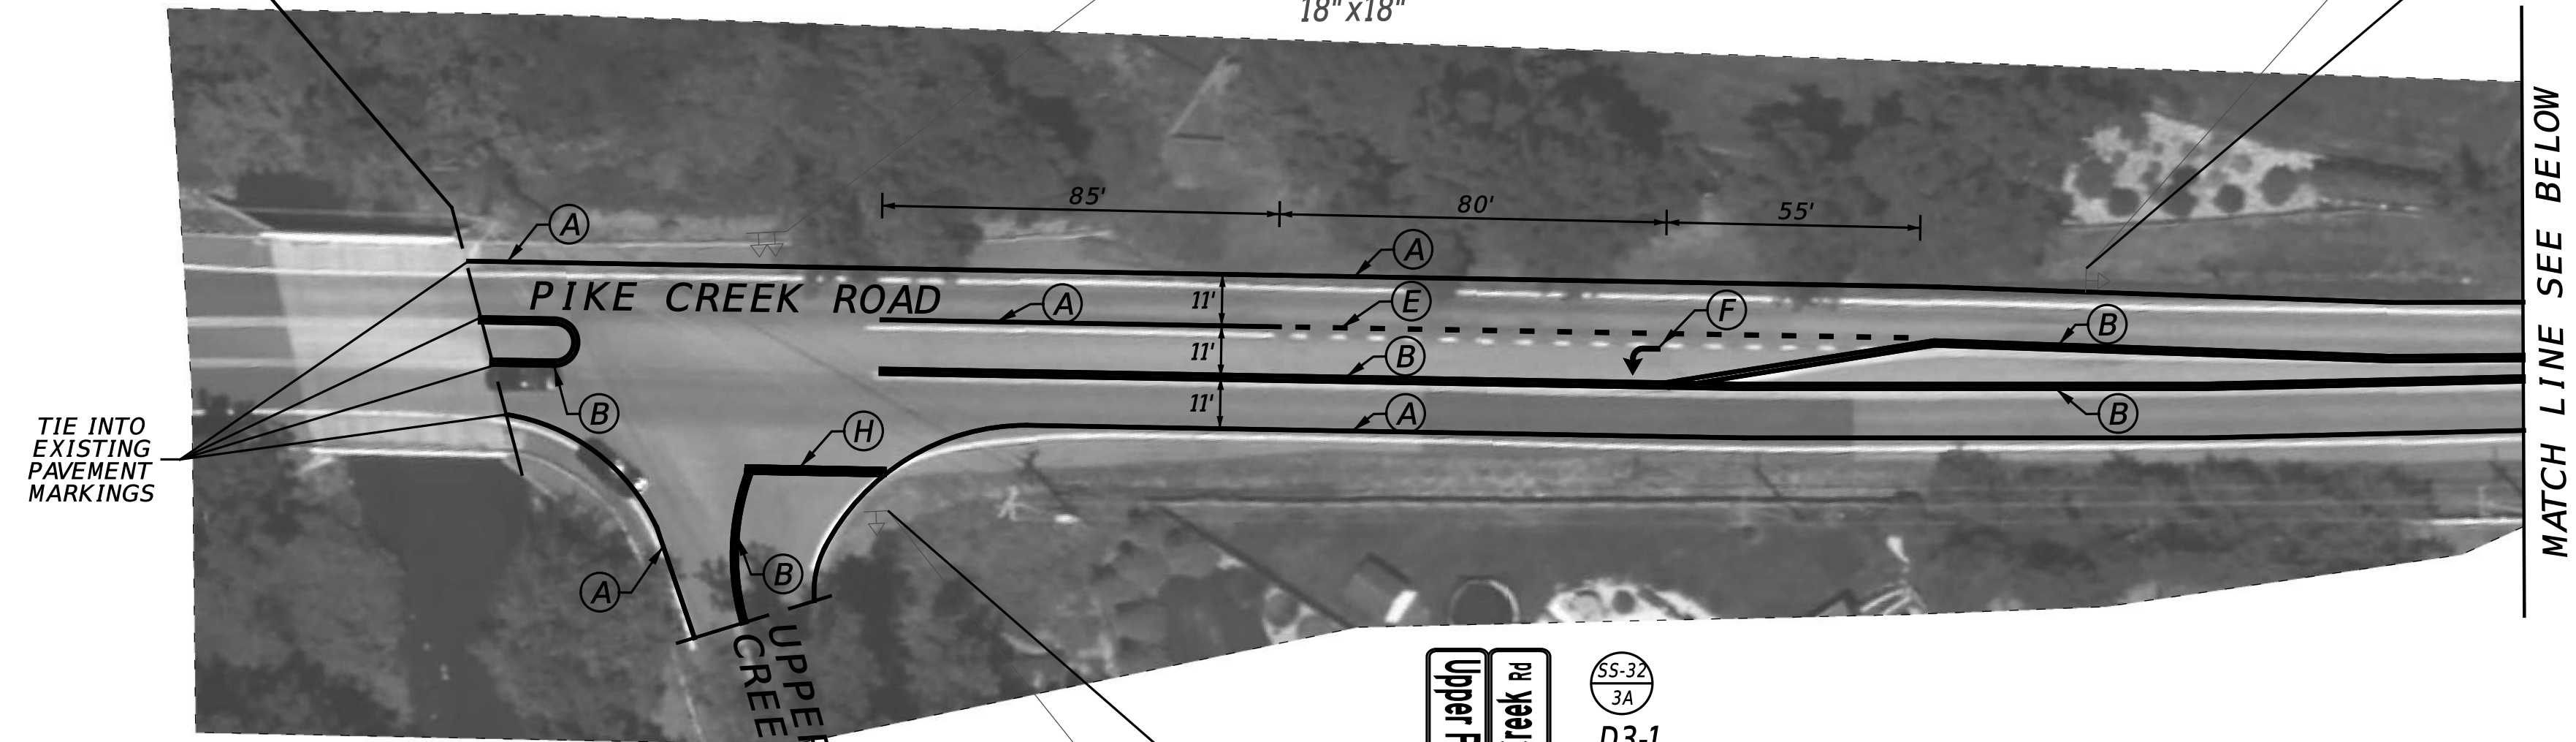 18"x18"
85'
80'
55'
A
A
PIKE CREEK ROAD
A
E
F
B
11'
11'
11'
B
B
A
B
H
TIE INTO
EXISTING
PAVEMENT
MARKINGS
A
B
UPPER
CREE
MATCH LINE SEE BELOW
Upper F
reek Rd
SS-32
3A
D3-1